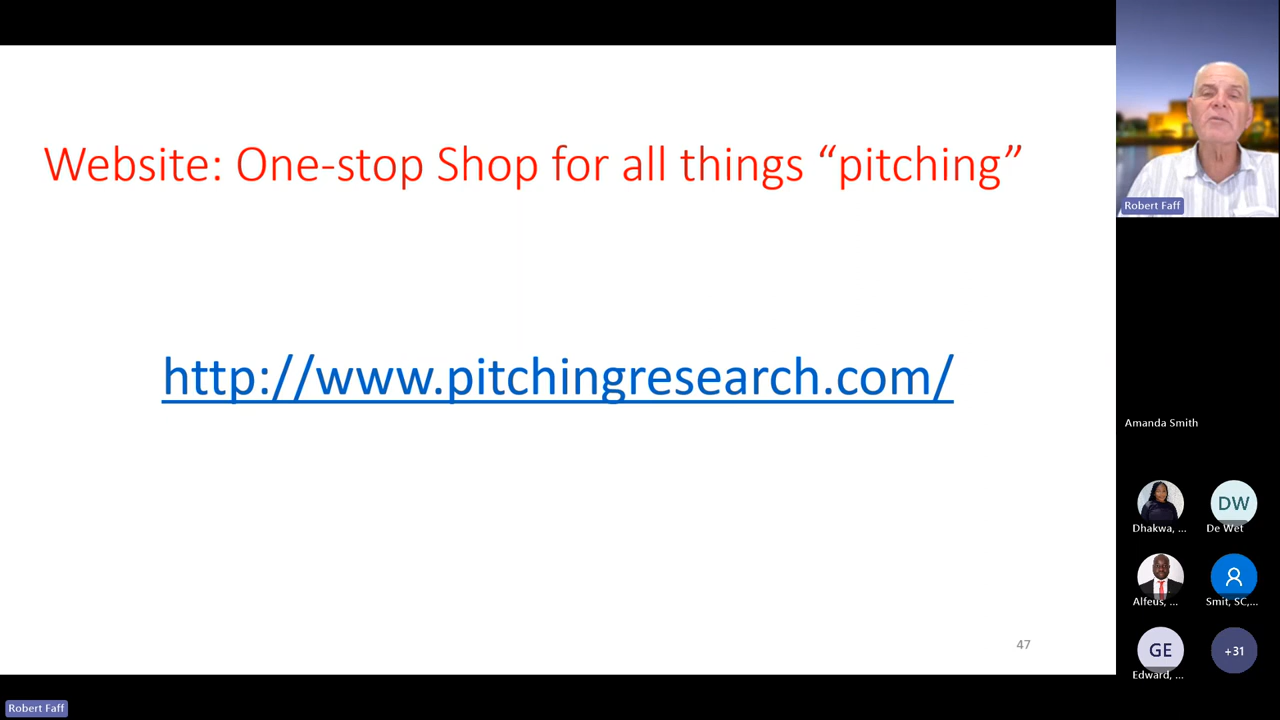 Website: One-stop Shop for all things “pitching”
http://www.pitchingresearch.com/
47
Robert Faff
Amanda Smith
Dhakwa, ...
DW
De Wet
Alfeus, ...
Smit, SC,...
GE
Edward, ...
+31
Robert Faff